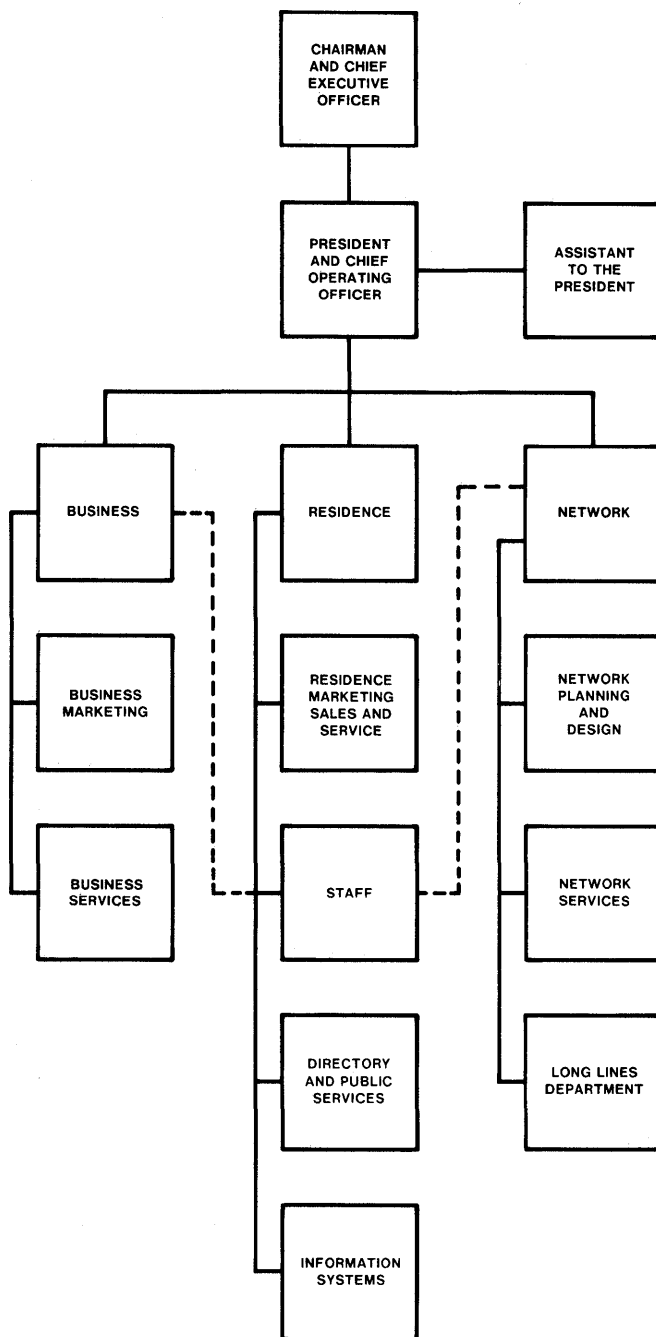 CHAIRMAN
AND CHIEF
EXECUTIVE
OFFICER
PRESIDENT
AND CHIEF
OPERATING
OFFICER
ASSISTANT
TO THE
PRESIDENT
BUSINESS
RESIDENCE
NETWORK
BUSINESS
MARKETING
RESIDENCE
MARKETING
SALES AND
SERVICE
NETWORK
PLANNING
AND
DESIGN
BUSINESS
SERVICES
STAFF
NETWORK
SERVICES
DIRECTORY
AND PUBLIC
SERVICES
LONG LINES
DEPARTMENT
INFORMATION
SYSTEMS